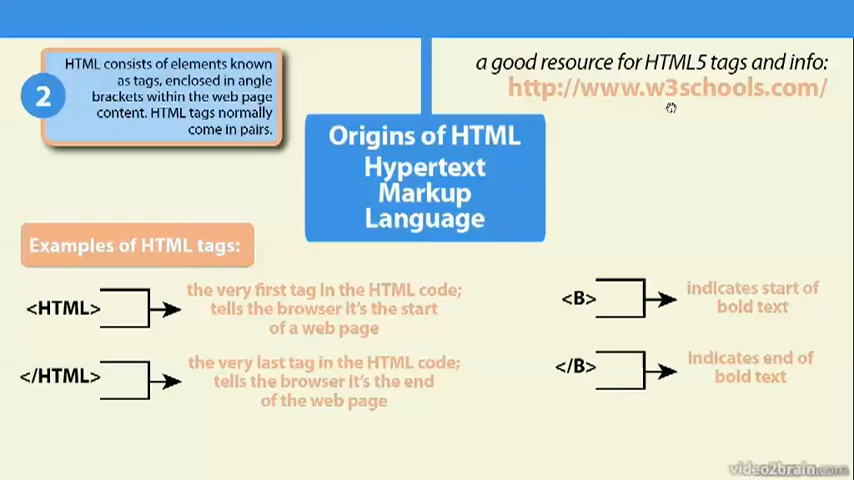 2
HTML consists of elements known
as tags, enclosed in angle
brackets within the web page
content. HTML tags normally
come in pairs.
a good resource for HTML5 tags and info:
http://www.w3schools.com/
Origins of HTML
Hypertext
Markup
Language
Examples of HTML tags:
<HTML>
the very first tag in the HTML code;
tells the browser it's the start
of a web page
</HTML>
the very last tag in the HTML code;
tells the browser it's the end
of the web page
<B>
indicates start of
bold text
</B>
indicates end of
bold text
video2brain.com